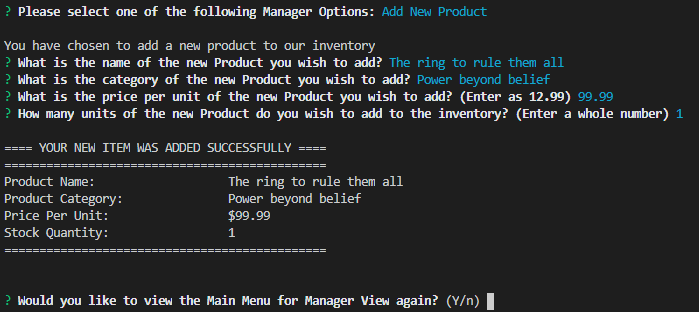 ? Please select one of the following Manager Options: Add New Product
You have chosen to add a new product to our inventory
? What is the name of the new Product you wish to add? The ring to rule them all
? What is the category of the new Product you wish to add? Power beyond belief
? What is the price per unit of the new Product you wish to add? (Enter as 12.99) 99.99
? How many units of the new Product do you wish to add to the inventory? (Enter a whole number) 1
==== YOUR NEW ITEM WAS ADDED SUCCESSFULLY ====
==============================================
Product Name: The ring to rule them all
Product Category: Power beyond belief
Price Per Unit: $99.99
Stock Quantity: 1
==============================================
? Would you like to view the Main Menu for Manager View again? (Y/n)